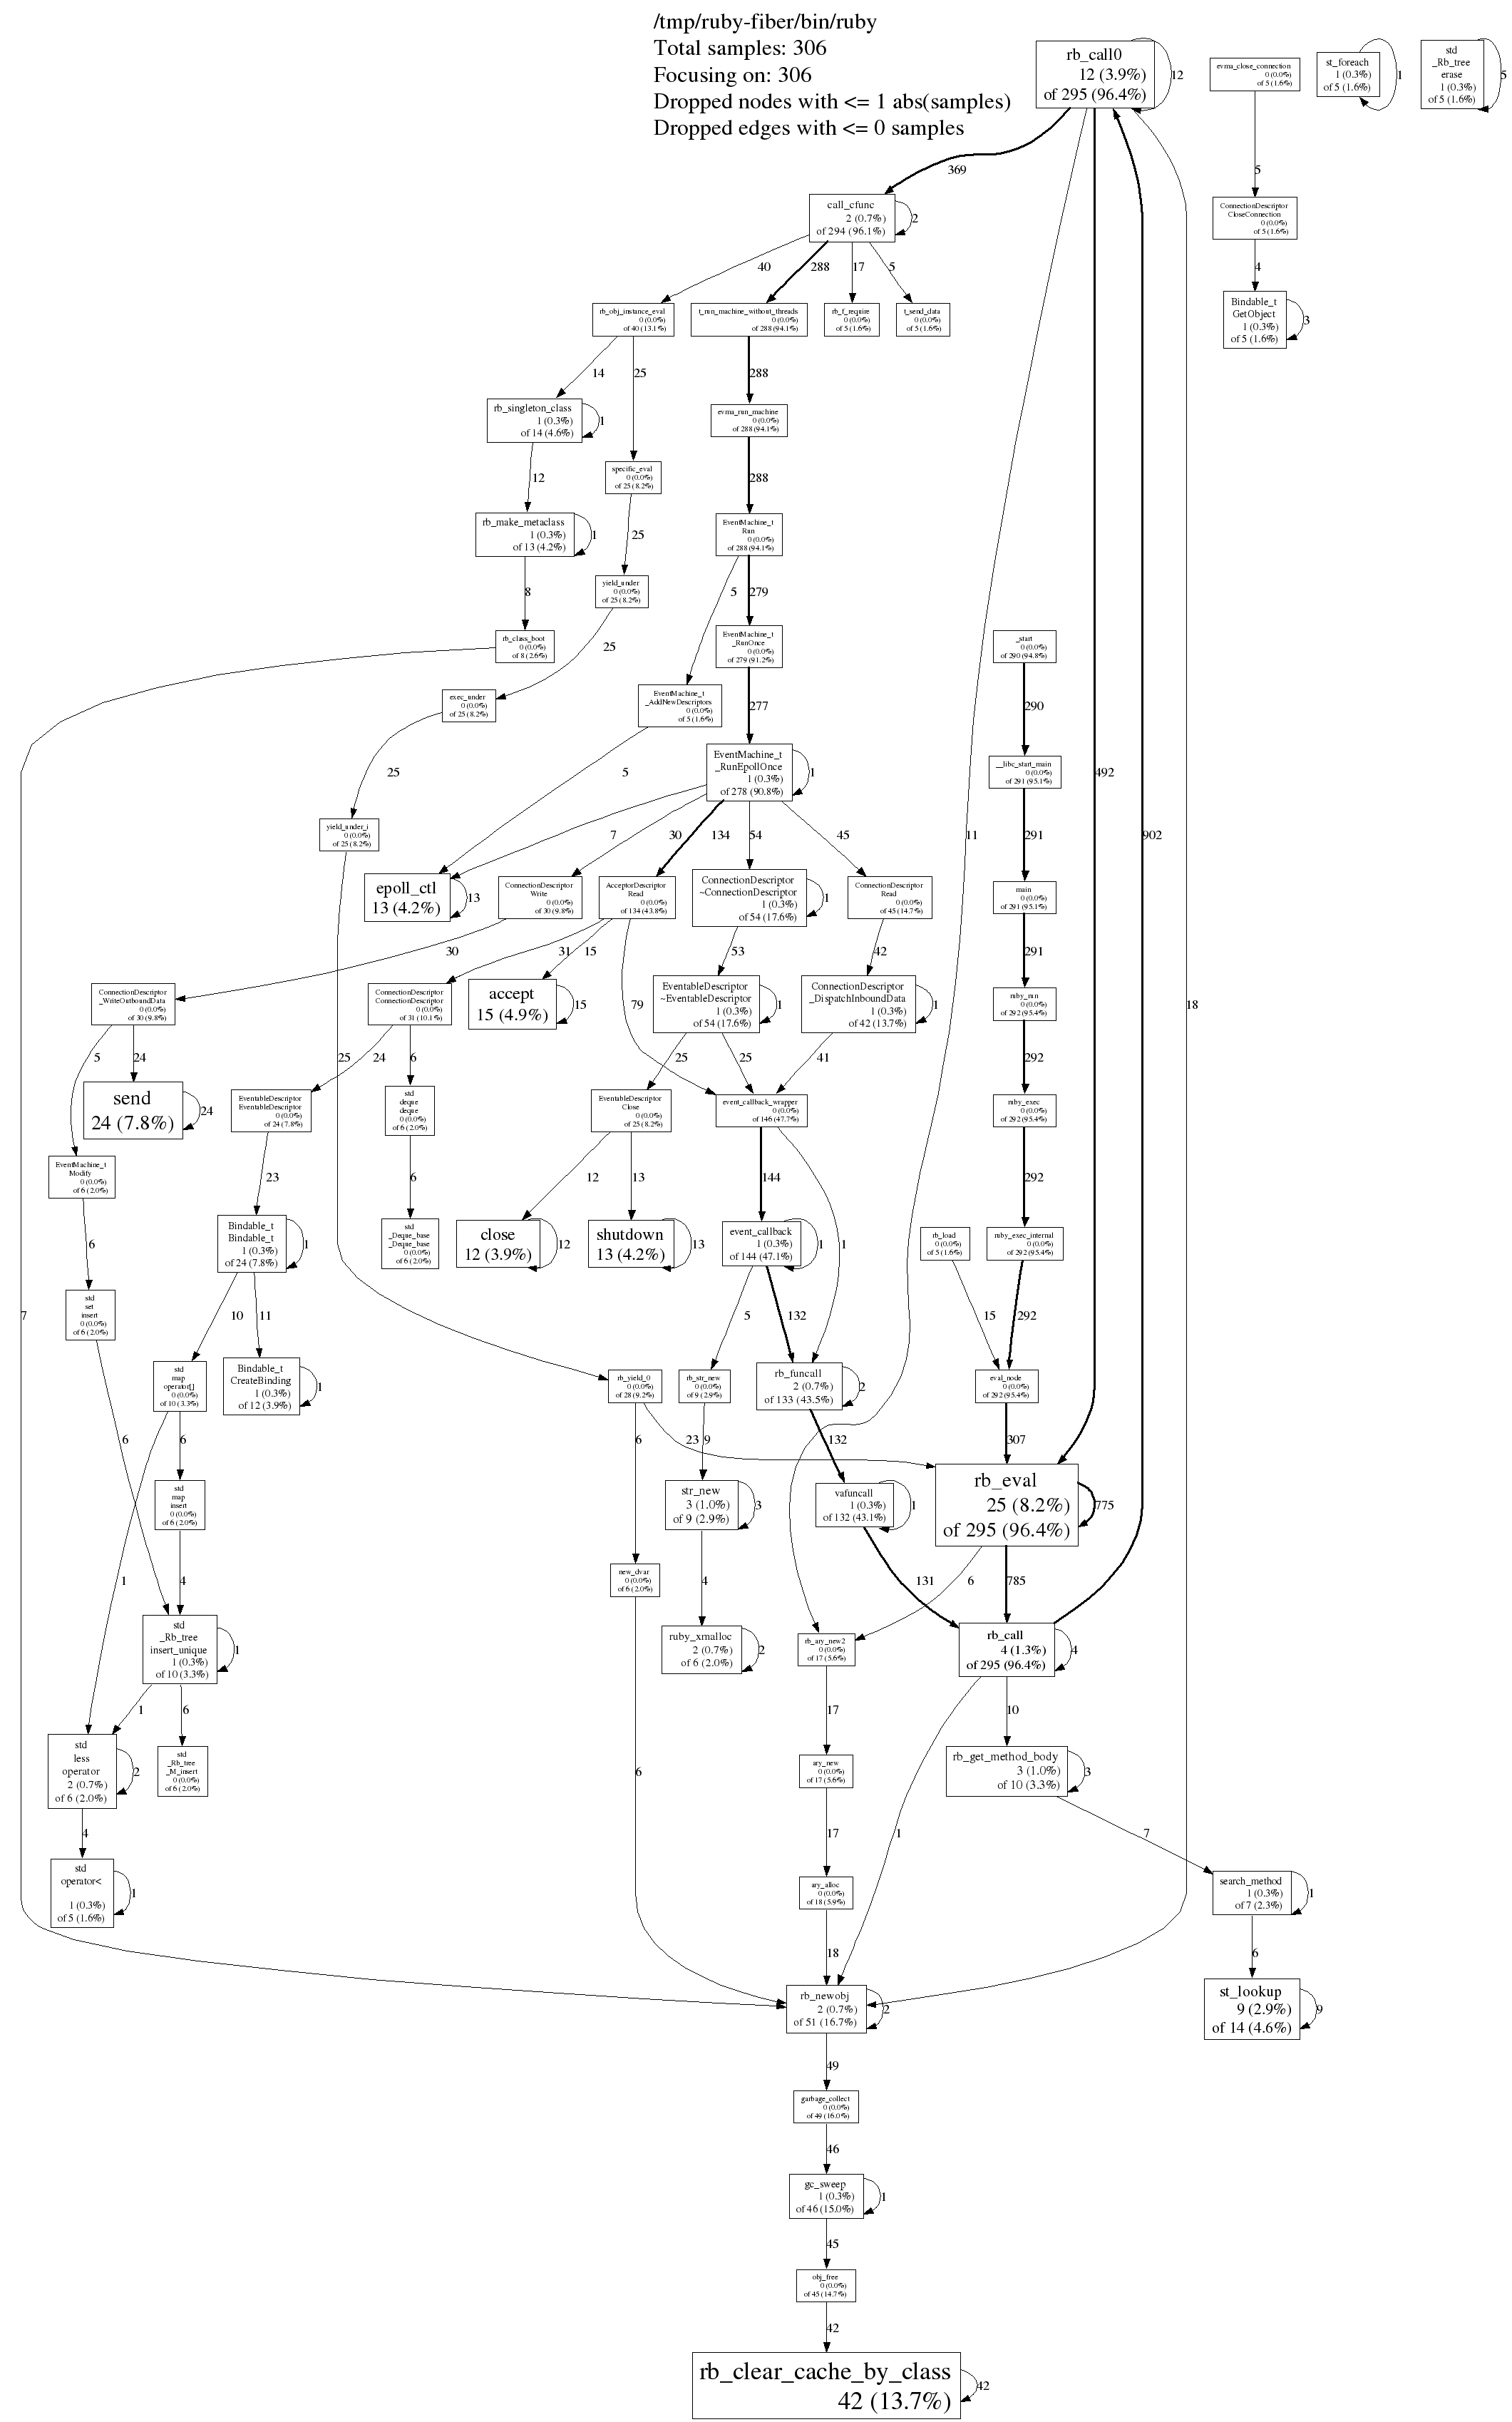 /tmp/ruby-fiber/bin/ruby
Total samples: 306
Focusing on: 306
Dropped nodes with <= 1 abs(samples)
Dropped edges with <= 0 samples
rb_call0
12 (3.9%)
of 295 (96.4%)
12
evma_close_connection
0 (0.0%)
of 5 (1.6%)
st_foreach
1 (0.3%)
of 5 (1.6%)
1
std
_Rb_tree
erase
1 (0.3%)
of 5 (1.6%)
5
369
5
call_cfunc
2 (0.7%)
of 294 (96.1%)
2
ConnectionDescriptor
CloseConnection
0 (0.0%)
of 5 (1.6%)
40
288
17
5
4
rb_obj_instance_eval
0 (0.0%)
of 40 (13.1%)
t_run_machine_without_threads
0 (0.0%)
of 288 (94.1%)
rb_f_require
0 (0.0%)
of 5 (1.6%)
t_send_data
0 (0.0%)
of 5 (1.6%)
Bindable_t
GetObject
1 (0.3%)
of 5 (1.6%)
3
14
25
288
rb_singleton_class
1 (0.3%)
of 14 (4.6%)
1
evma_run_machine
0 (0.0%)
of 288 (94.1%)
12
specific_eval
0 (0.0%)
of 25 (8.2%)
288
rb_make_metaclass
1 (0.3%)
of 13 (4.2%)
1
25
EventMachine_t
Run
0 (0.0%)
of 288 (94.1%)
8
yield_under
0 (0.0%)
of 25 (8.2%)
5
279
rb_class_boot
0 (0.0%)
of 8 (2.6%)
25
EventMachine_t
_RunOnce
0 (0.0%)
of 279 (91.2%)
_start
0 (0.0%)
of 290 (94.8%)
exec_under
0 (0.0%)
of 25 (8.2%)
EventMachine_t
_AddNewDescriptors
0 (0.0%)
of 5 (1.6%)
277
290
25
5
EventMachine_t
_RunEpollOnce
1 (0.3%)
of 278 (90.8%)
1
__libc_start_main
0 (0.0%)
of 291 (95.1%)
492
yield_under_i
0 (0.0%)
of 25 (8.2%)
7
30
134
54
45
11
291
902
epoll_ctl
13 (4.2%)
13
ConnectionDescriptor
Write
0 (0.0%)
of 30 (9.8%)
AcceptorDescriptor
Read
0 (0.0%)
of 134 (43.8%)
ConnectionDescriptor
~ConnectionDescriptor
1 (0.3%)
of 54 (17.6%)
1
ConnectionDescriptor
Read
0 (0.0%)
of 45 (14.7%)
main
0 (0.0%)
of 291 (95.1%)
30
31
15
53
42
291
ConnectionDescriptor
_WriteOutboundData
0 (0.0%)
of 30 (9.8%)
ConnectionDescriptor
ConnectionDescriptor
0 (0.0%)
of 31 (10.1%)
accept
15 (4.9%)
15
79
EventableDescriptor
~EventableDescriptor
1 (0.3%)
of 54 (17.6%)
1
ConnectionDescriptor
_DispatchInboundData
1 (0.3%)
of 42 (13.7%)
1
ruby_run
0 (0.0%)
of 292 (95.4%)
18
5
24
25
24
6
25
25
41
292
send
24 (7.8%)
24
EventableDescriptor
EventableDescriptor
0 (0.0%)
of 24 (7.8%)
std
deque
deque
0 (0.0%)
of 6 (2.0%)
EventableDescriptor
Close
0 (0.0%)
of 25 (8.2%)
event_callback_wrapper
0 (0.0%)
of 146 (47.7%)
ruby_exec
0 (0.0%)
of 292 (95.4%)
EventMachine_t
Modify
0 (0.0%)
of 6 (2.0%)
23
6
12
13
144
292
6
Bindable_t
Bindable_t
1 (0.3%)
of 24 (7.8%)
1
std
_Deque_base
_Deque_base
0 (0.0%)
of 6 (2.0%)
close
12 (3.9%)
12
shutdown
13 (4.2%)
13
event_callback
1 (0.3%)
of 144 (47.1%)
1
1
rb_load
0 (0.0%)
of 5 (1.6%)
ruby_exec_internal
0 (0.0%)
of 292 (95.4%)
std
set
insert
0 (0.0%)
of 6 (2.0%)
7
10
11
5
132
15
292
std
map
operator[]
0 (0.0%)
of 10 (3.3%)
Bindable_t
CreateBinding
1 (0.3%)
of 12 (3.9%)
1
rb_yield_0
0 (0.0%)
of 28 (9.2%)
rb_str_new
0 (0.0%)
of 9 (2.9%)
rb_funcall
2 (0.7%)
of 133 (43.5%)
2
eval_node
0 (0.0%)
of 292 (95.4%)
6
6
6
23
9
132
307
std
map
insert
0 (0.0%)
of 6 (2.0%)
str_new
3 (1.0%)
of 9 (2.9%)
3
vafuncall
1 (0.3%)
of 132 (43.1%)
1
rb_eval
25 (8.2%)
of 295 (96.4%)
775
1
4
new_dvar
0 (0.0%)
of 6 (2.0%)
4
131
6
785
std
_Rb_tree
insert_unique
1 (0.3%)
of 10 (3.3%)
1
ruby_xmalloc
2 (0.7%)
of 6 (2.0%)
2
rb_ary_new2
0 (0.0%)
of 17 (5.6%)
rb_call
4 (1.3%)
of 295 (96.4%)
4
1
6
17
10
std
less
operator
2 (0.7%)
of 6 (2.0%)
2
std
_Rb_tree
_M_insert
0 (0.0%)
of 6 (2.0%)
6
ary_new
0 (0.0%)
of 17 (5.6%)
rb_get_method_body
3 (1.0%)
of 10 (3.3%)
3
4
17
1
7
std
operator<
1 (0.3%)
of 5 (1.6%)
1
ary_alloc
0 (0.0%)
of 18 (5.9%)
search_method
1 (0.3%)
of 7 (2.3%)
1
18
6
rb_newobj
2 (0.7%)
of 51 (16.7%)
2
st_lookup
9 (2.9%)
of 14 (4.6%)
9
49
garbage_collect
0 (0.0%)
of 49 (16.0%)
46
gc_sweep
1 (0.3%)
of 46 (15.0%)
1
45
obj_free
0 (0.0%)
of 45 (14.7%)
42
rb_clear_cache_by_class
42 (13.7%)
42